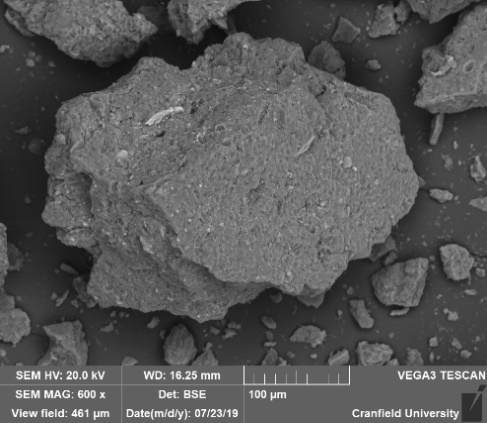 SEM HV: 20.0 kV WD: 16.25 mm VEGA3 TESCAN
SEM MAG: 600 x Det: BSE 100 µm
View field: 461 µm Date(m/d/y): 07/23/19 Cranfield University